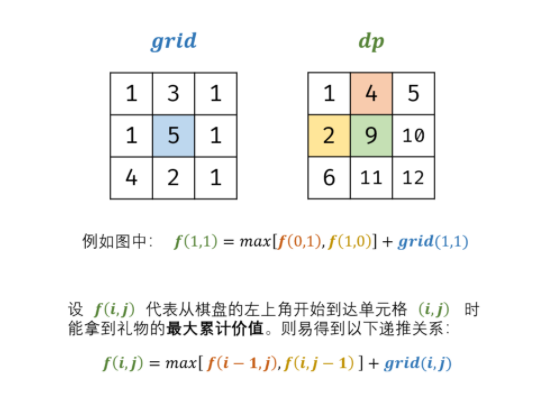 grid dp
1 3 1 1 4 5
1 5 1 2 9 10
4 2 1 6 11 12
例如图中： f(1,1) = max[f(0,1), f(1,0)] + grid(1,1)
设 f(i,j) 代表从棋盘的左上角开始到达单元格 (i,j) 时
能拿到礼物的最大累计价值。则易得到以下递推关系：
f(i,j) = max[ f(i − 1,j), f(i,j − 1) ] + grid(i,j)